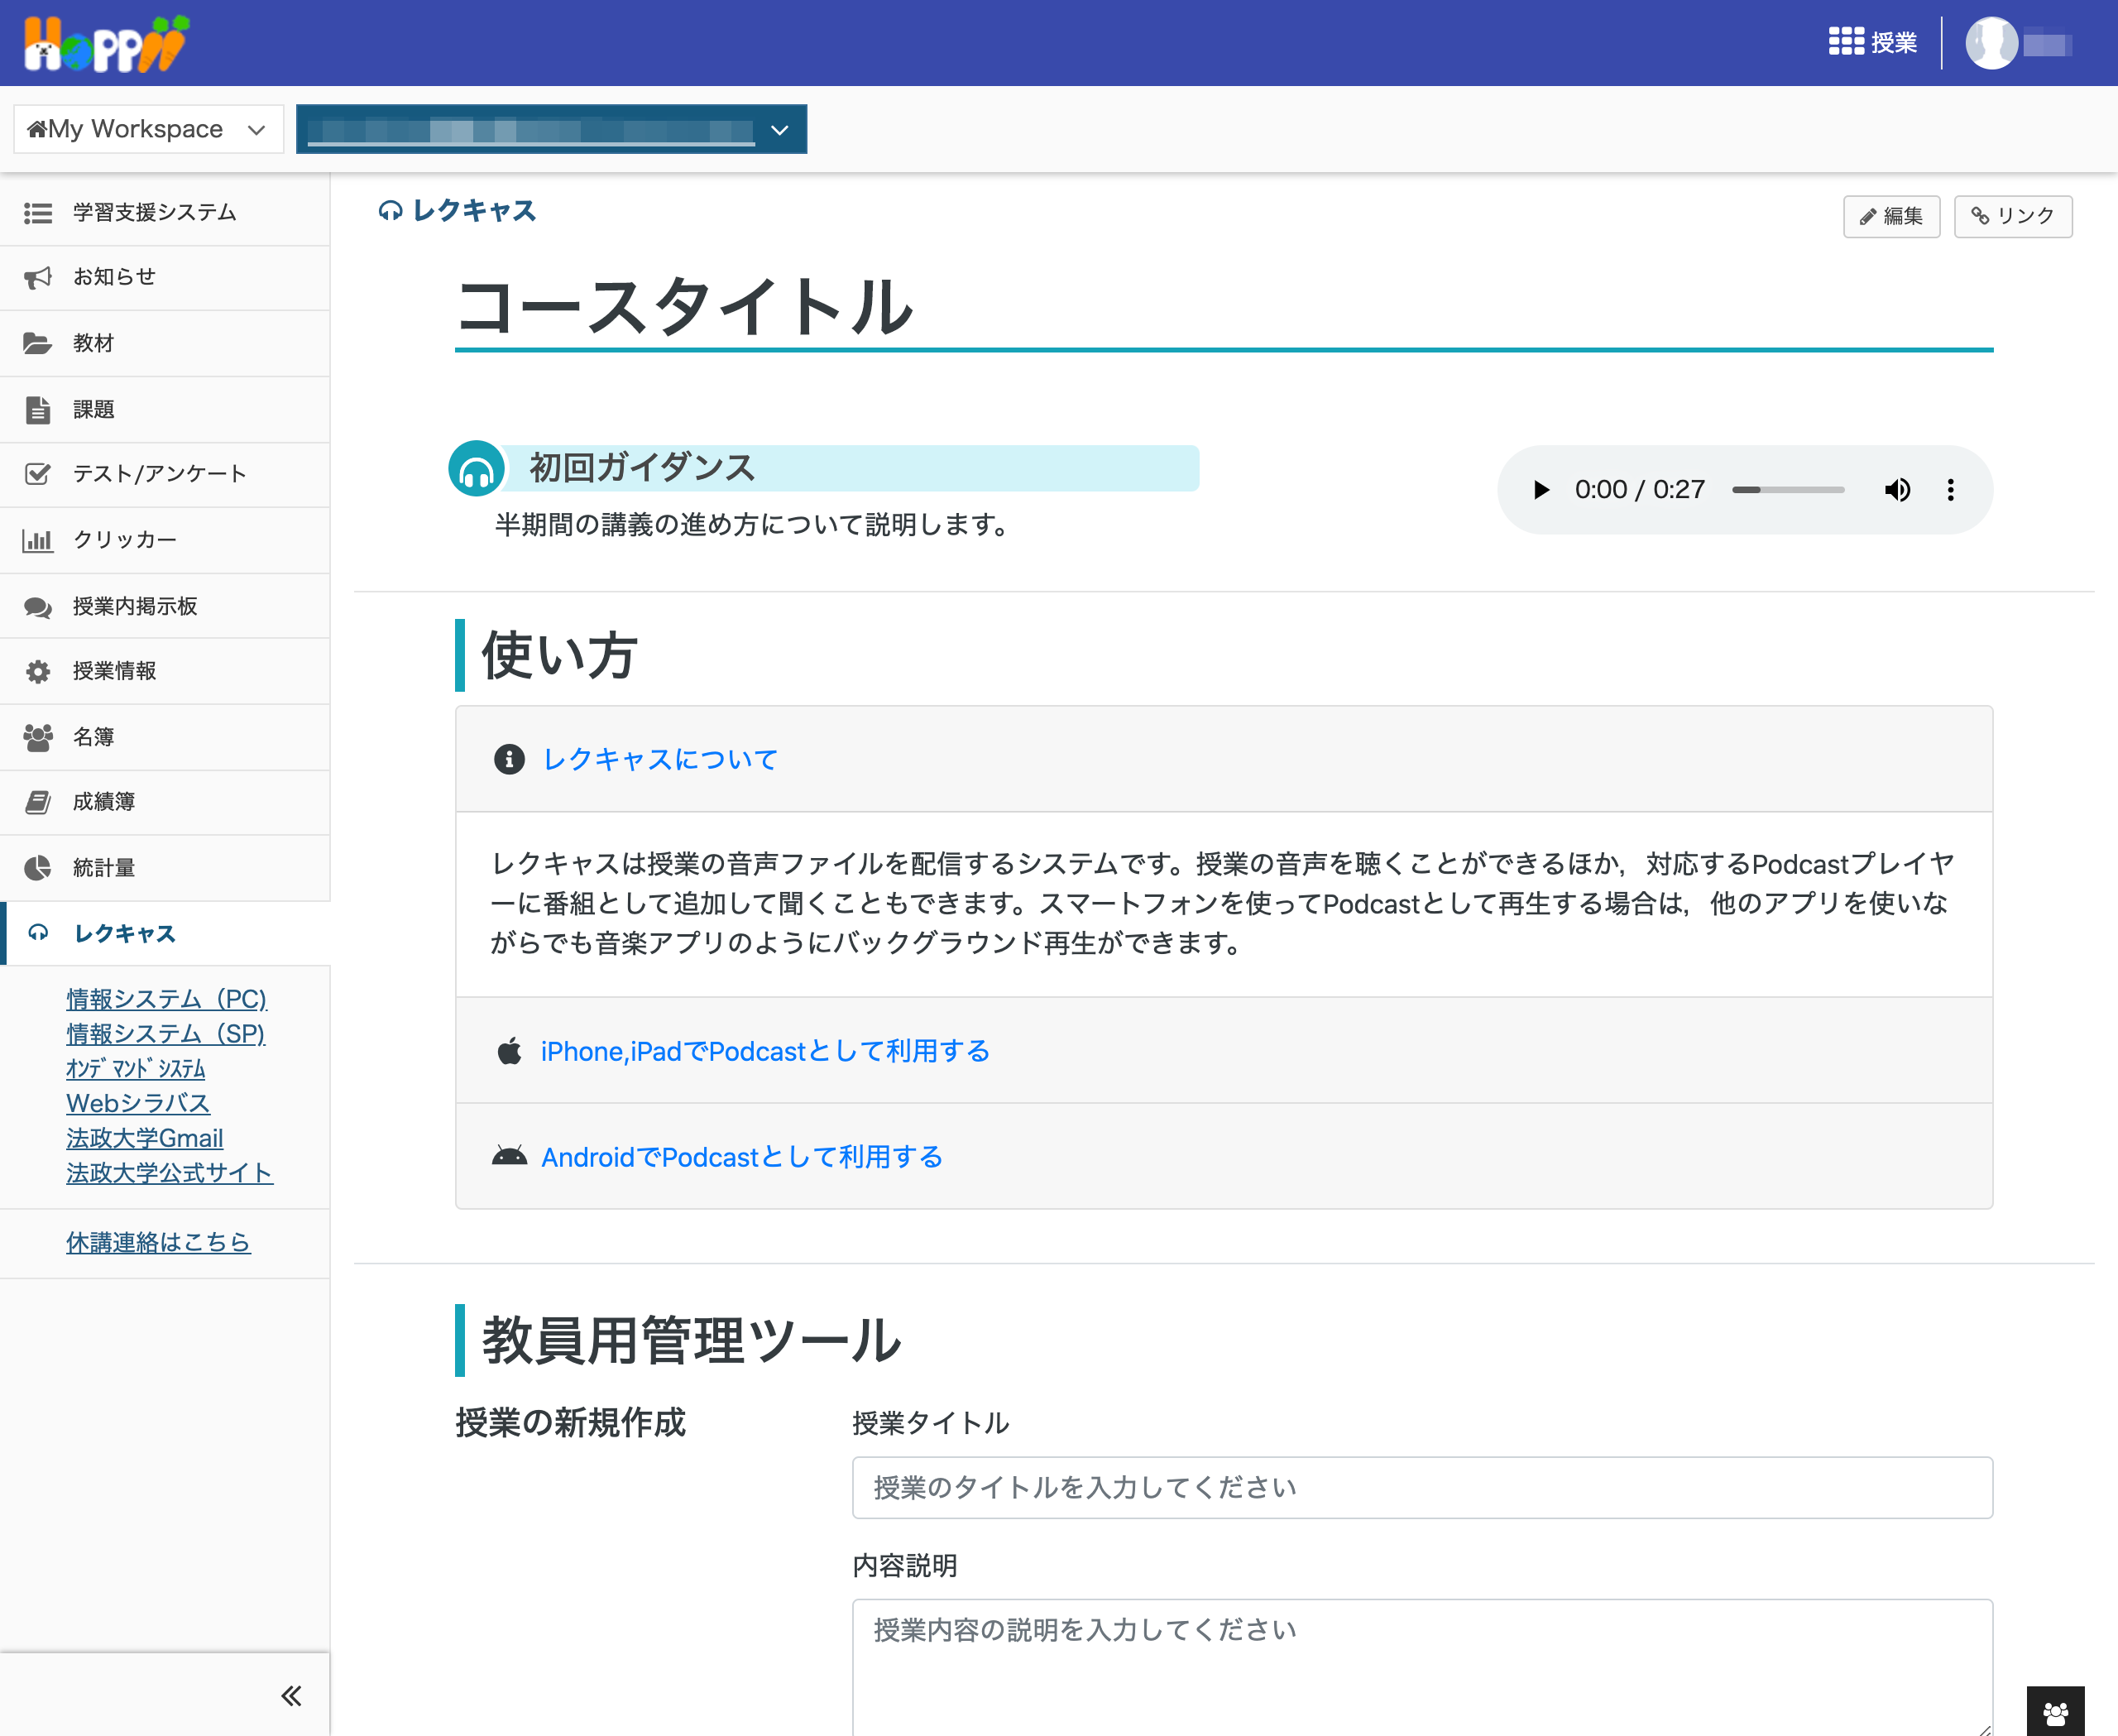 Hoppii
授業
My Workspace
学習支援システム
お知らせ
教材
課題
テスト/アンケート
クリッカー
授業内掲示板
授業情報
名簿
成績簿
統計量
レクキャス
情報システム（PC)
情報システム（SP)
ｵﾝﾃﾞﾏﾝﾄﾞｼｽﾃﾑ
Webシラバス
法政大学Gmail
法政大学公式サイト
休講連絡はこちら
レクキャス
編集
リンク
コースタイトル
初回ガイダンス
半期間の講義の進め方について説明します。
0:00 / 0:27
使い方
レクキャスについて
レクキャスは授業の音声ファイルを配信するシステムです。授業の音声を聴くことができるほか，対応するPodcastプレイヤ
ーに番組として追加して聞くこともできます。スマートフォンを使ってPodcastとして再生する場合は，他のアプリを使いな
がらでも音楽アプリのようにバックグラウンド再生ができます。
iPhone,iPadでPodcastとして利用する
AndroidでPodcastとして利用する
教員用管理ツール
授業の新規作成
授業タイトル
授業のタイトルを入力してください
内容説明
授業内容の説明を入力してください